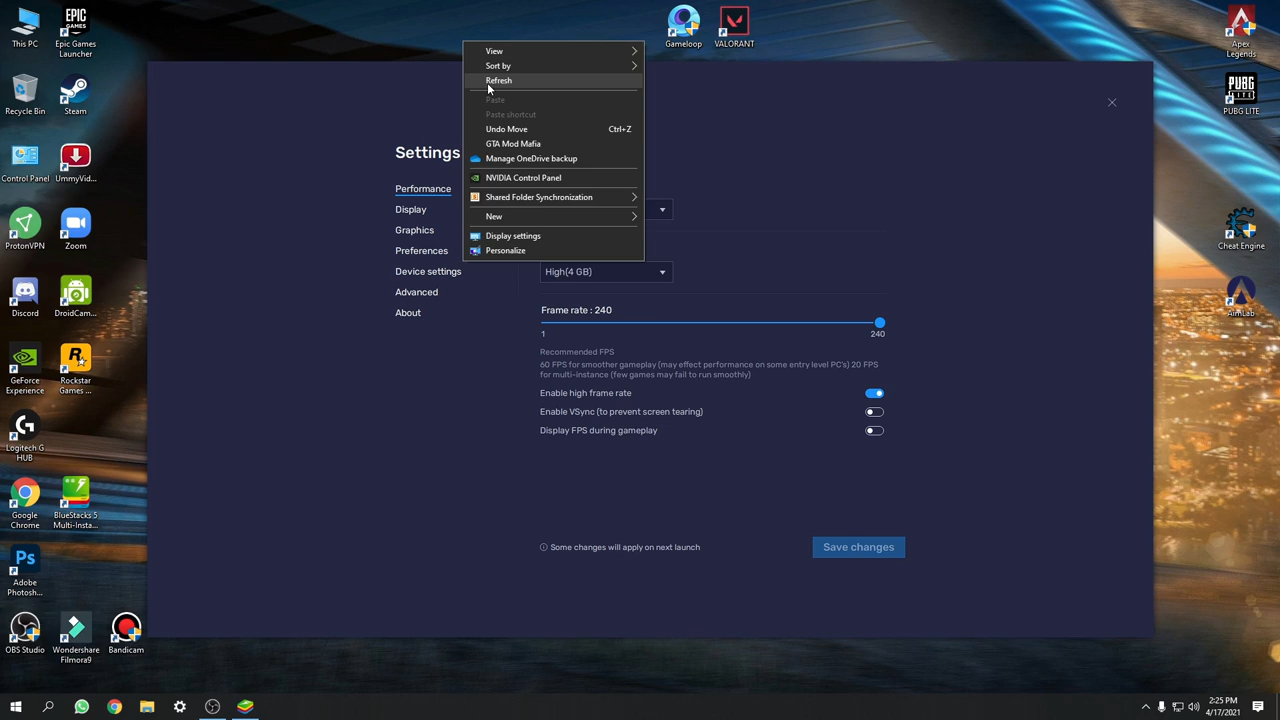 This PC
Epic Games
Launcher
Recycle Bin
Steam
Control Panel
UmmyVid...
ProtonVPN
Zoom
Discord
DroidCam...
GeForce
Experience
Rockstar
Games ...
Logitech G
HUB
Google
Chrome
BlueStacks 5
Multi-Insta...
Adobe
Photosh...
OBS Studio
Wondershare
Filmora9
Bandicam
Gameloop
VALORANT
Apex
Legends
PUBG LITE
Cheat Engine
AimLab
View
Sort by
Refresh
Paste
Paste shortcut
Undo Move Ctrl+Z
GTA Mod Mafia
Manage OneDrive backup
NVIDIA Control Panel
Shared Folder Synchronization
New
Display settings
Personalize
Settings
Performance
Display
Graphics
Preferences
Device settings
Advanced
About
High(4 GB)
Frame rate : 240
1 240
Recommended FPS
60 FPS for smoother gameplay (may effect performance on some entry level PC's) 20 FPS
for multi-instance (few games may fail to run smoothly)
Enable high frame rate
Enable VSync (to prevent screen tearing)
Display FPS during gameplay
Some changes will apply on next launch
Save changes
2:25 PM
4/17/2021